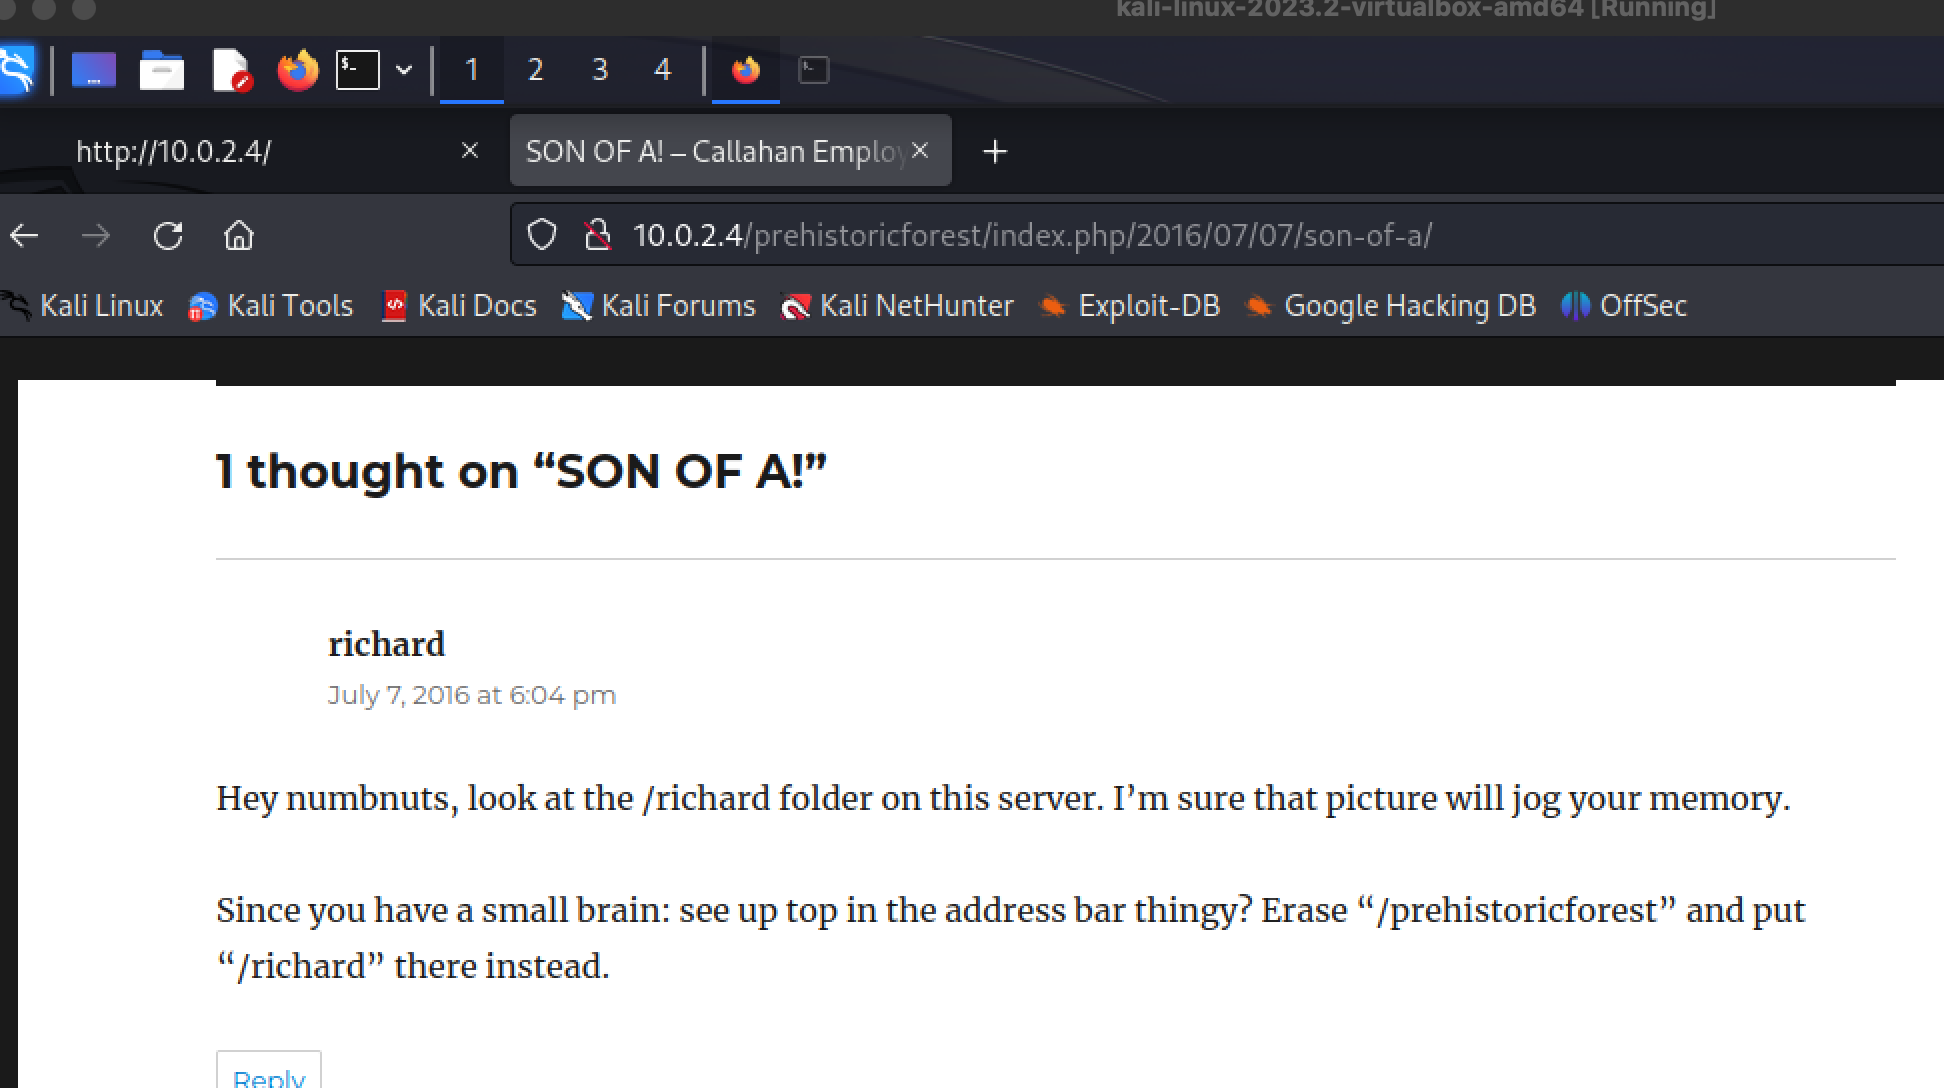 kali-linux-2023.2-virtualbox-amd64 [Running]
$-
1
2
3
4
http://10.0.2.4/
SON OF A! – Callahan Employ
10.0.2.4/prehistoricforest/index.php/2016/07/07/son-of-a/
Kali Linux
Kali Tools
Kali Docs
Kali Forums
Kali NetHunter
Exploit-DB
Google Hacking DB
OffSec
1 thought on “SON OF A!”
richard
July 7, 2016 at 6:04 pm
Hey numbnuts, look at the /richard folder on this server. I’m sure that picture will jog your memory.
Since you have a small brain: see up top in the address bar thingy? Erase “/prehistoricforest” and put
“/richard” there instead.
Reply